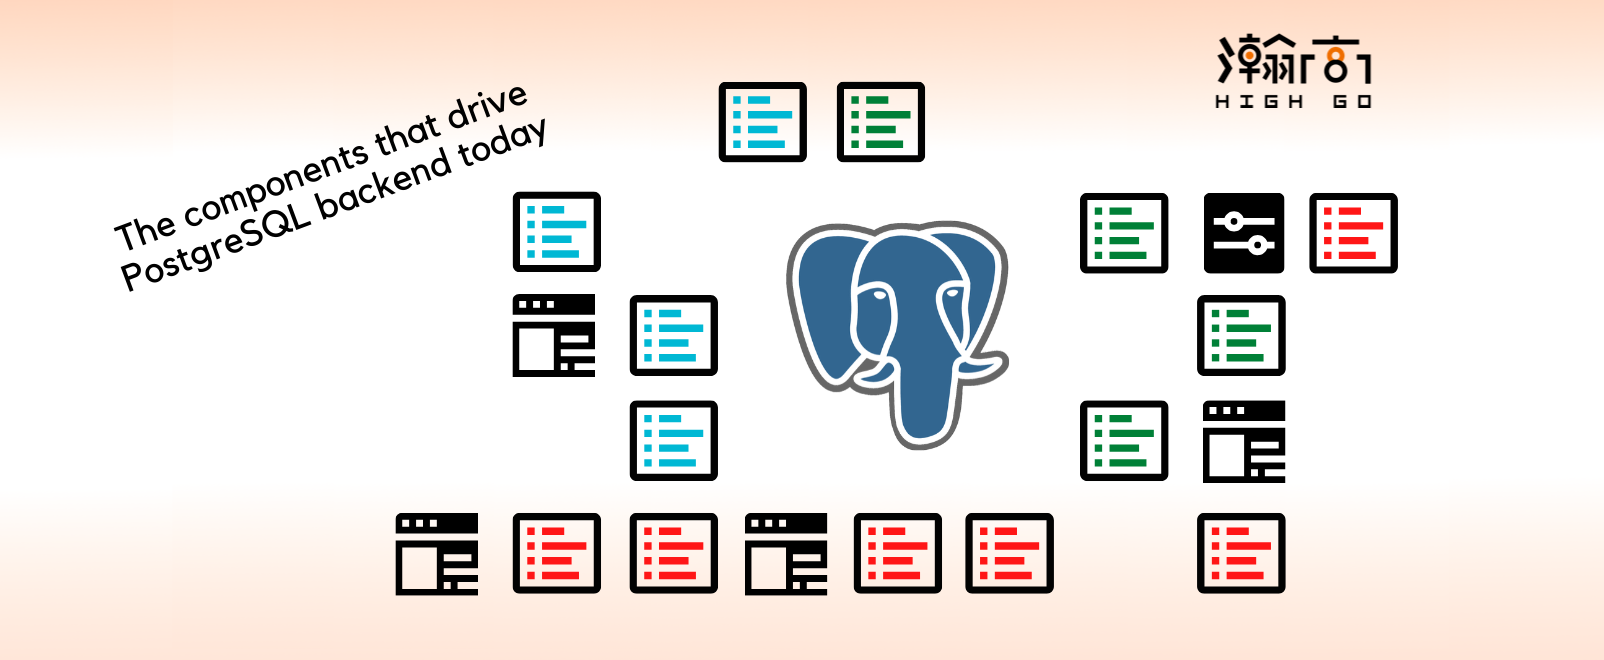 The components that drive
PostgreSQL backend today
瀚高
HIGH GO